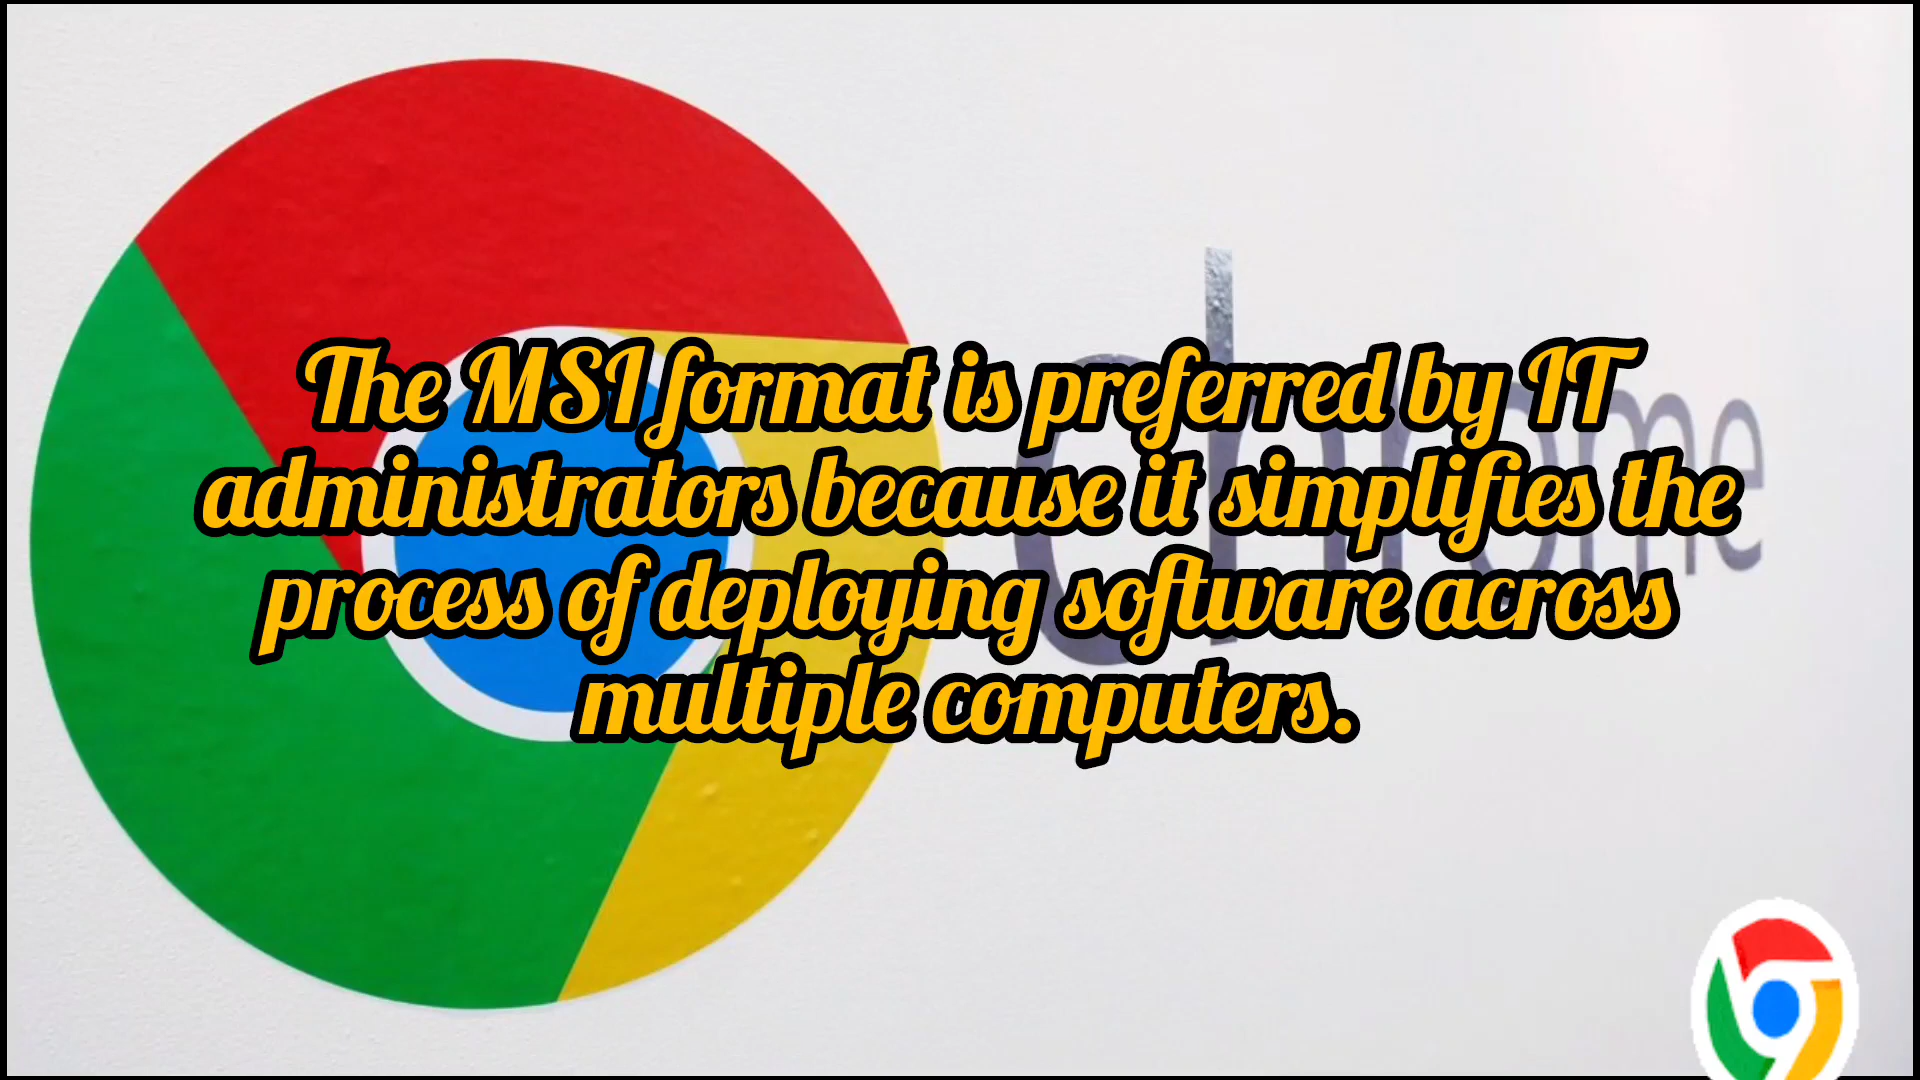 The MSI format is preferred by IT
administrators because it simplifies the
process of deploying software across
multiple computers.
chrome